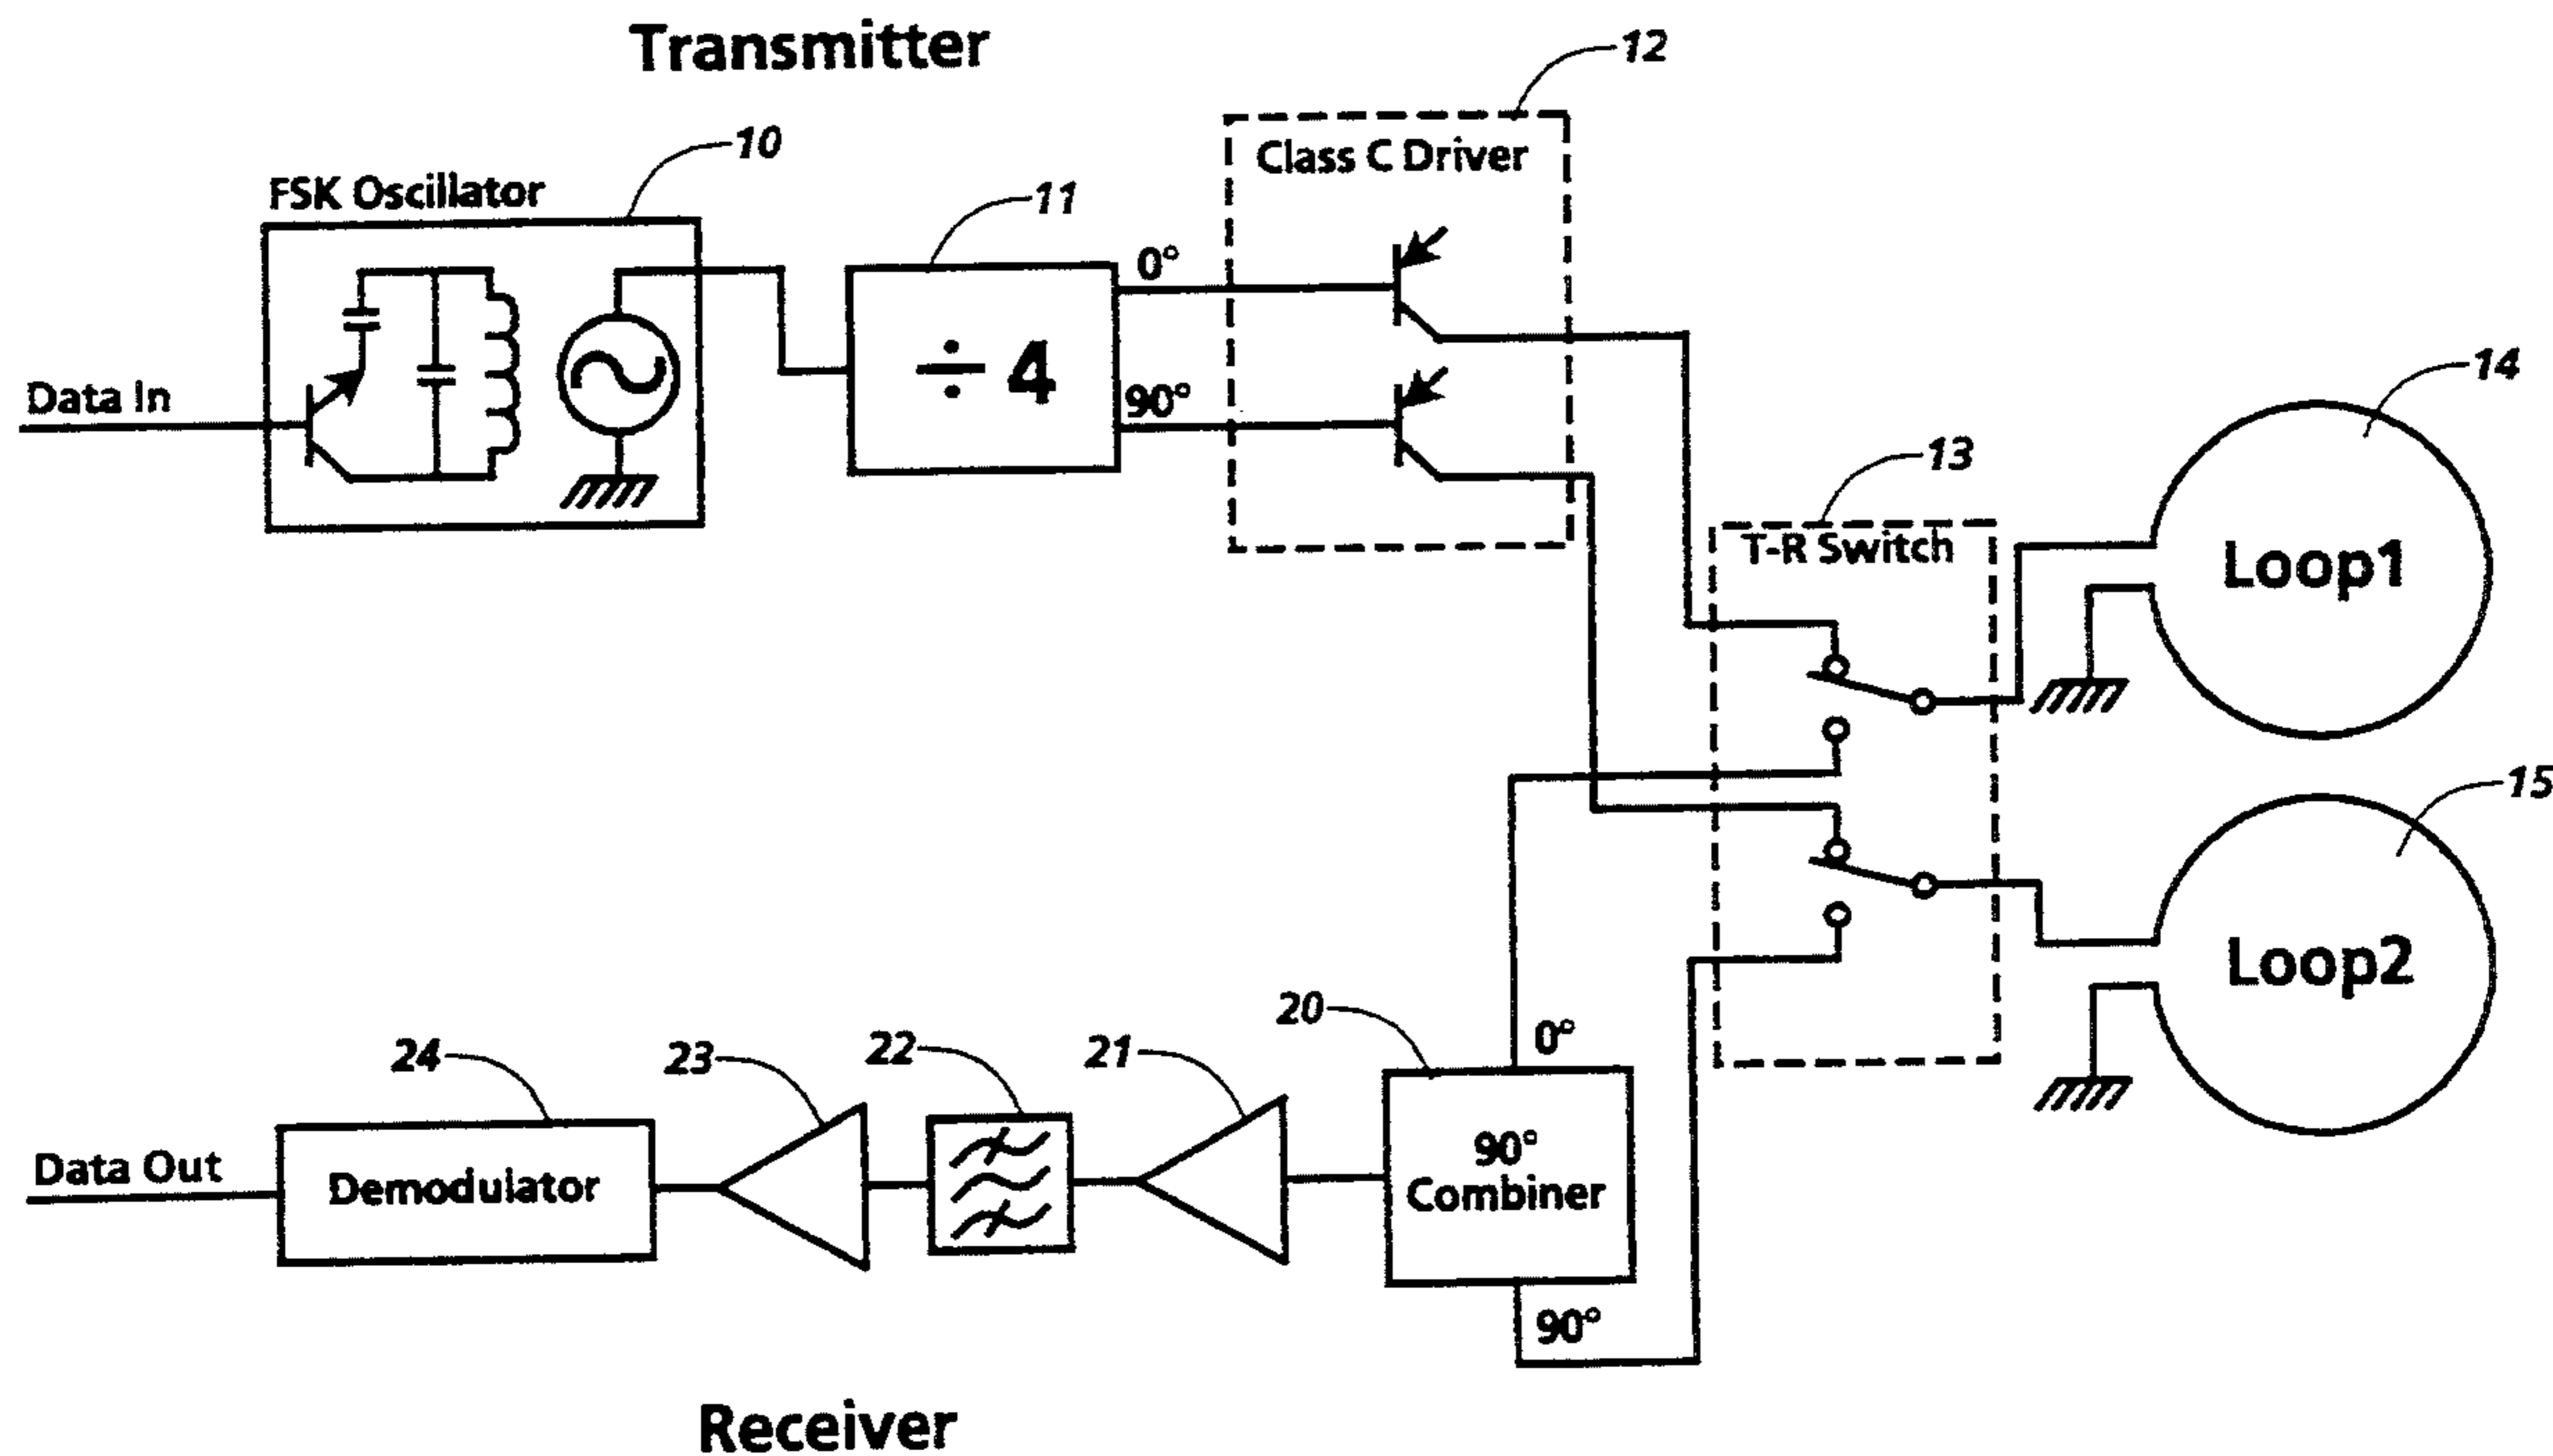 Transmitter
12
Class C Driver
10
FSK Oscillator
11
0°
÷ 4
90°
Data In
14
Loop1
13
T-R Switch
15
Loop2
20
0°
90°
Combiner
90°
21
22
23
24
Demodulator
Data Out
Receiver